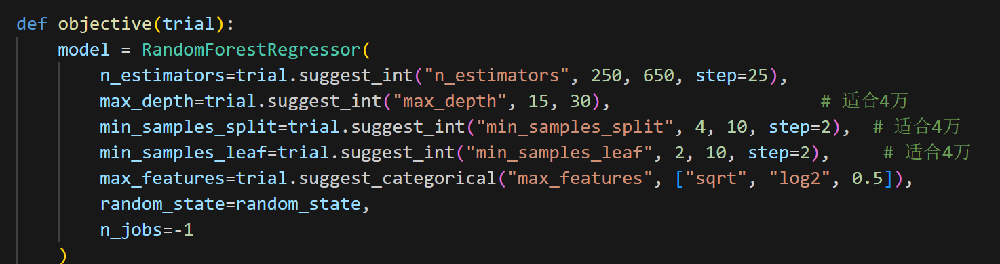 def objective(trial):
    model = RandomForestRegressor(
        n_estimators=trial.suggest_int("n_estimators", 250, 650, step=25),
        max_depth=trial.suggest_int("max_depth", 15, 30),                    # 适合4万
        min_samples_split=trial.suggest_int("min_samples_split", 4, 10, step=2),  # 适合4万
        min_samples_leaf=trial.suggest_int("min_samples_leaf", 2, 10, step=2),     # 适合4万
        max_features=trial.suggest_categorical("max_features", ["sqrt", "log2", 0.5]),
        random_state=random_state,
        n_jobs=-1
    )